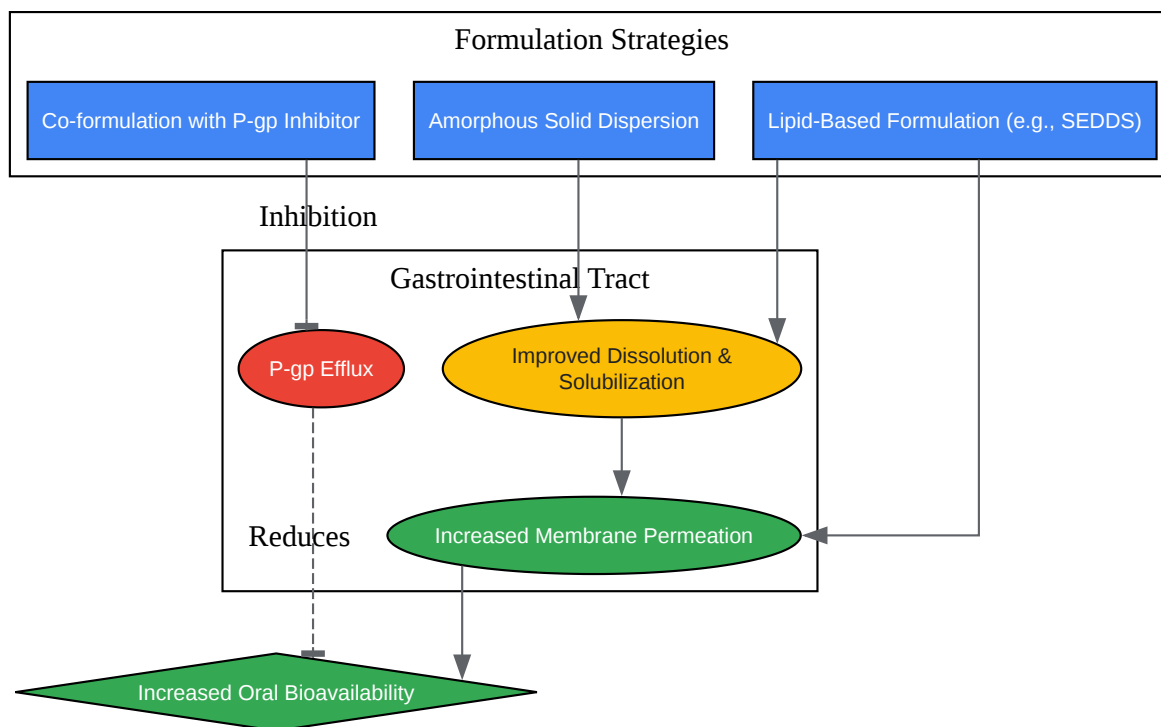 Formulation Strategies
Co-formulation with P-gp Inhibitor
Amorphous Solid Dispersion
Lipid-Based Formulation (e.g., SEDDS)
Inhibition
Gastrointestinal Tract
P-gp Efflux
Improved Dissolution &
Solubilization
Reduces
Increased Membrane Permeation
Increased Oral Bioavailability